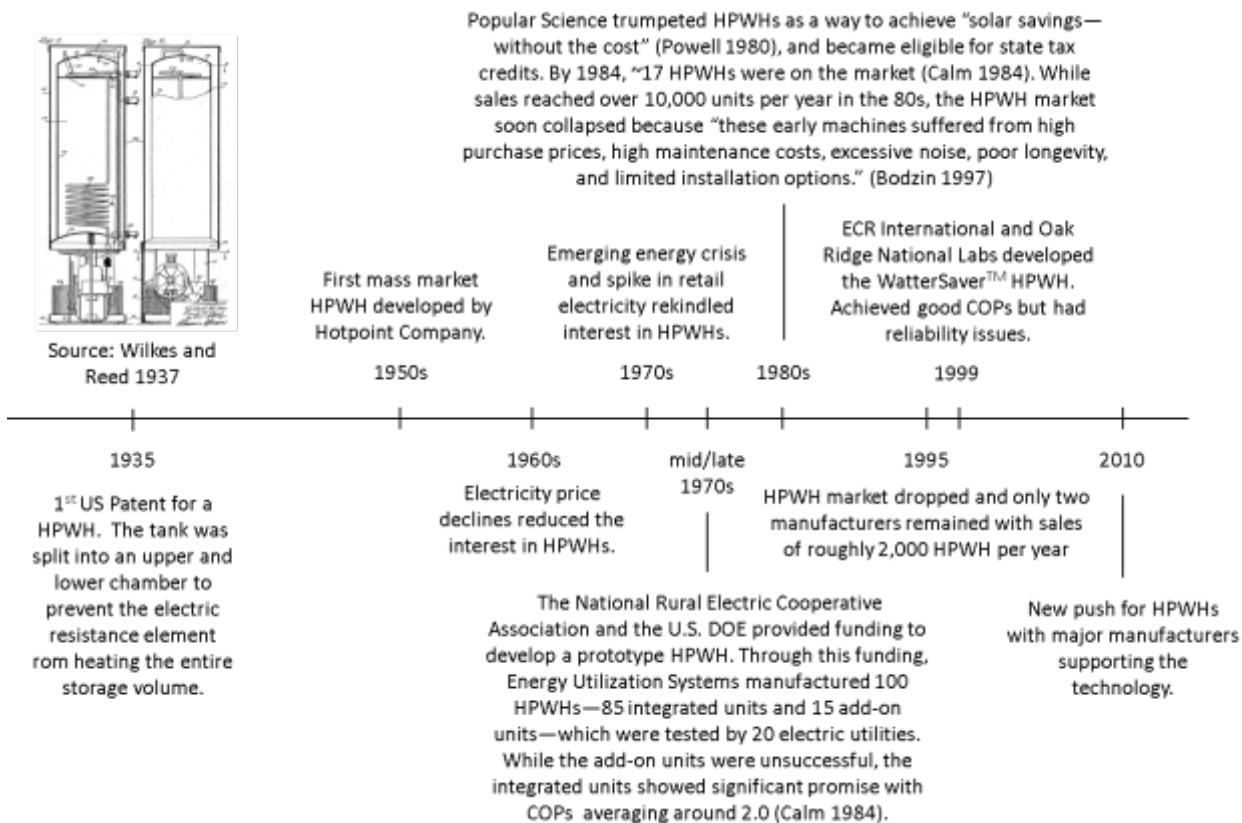 Popular Science trumpeted HPWHs as a way to achieve “solar savings—
without the cost” (Powell 1980), and became eligible for state tax
credits. By 1984, ~17 HPWHs were on the market (Calm 1984). While
sales reached over 10,000 units per year in the 80s, the HPWH market
soon collapsed because “these early machines suffered from high
purchase prices, high maintenance costs, excessive noise, poor longevity,
and limited installation options.” (Bodzin 1997)
Source: Wilkes and
Reed 1937
First mass market
HPWH developed by
Hotpoint Company.
1950s
Emerging energy crisis
and spike in retail
electricity rekindled
interest in HPWHs.
1970s
1980s
ECR International and Oak
Ridge National Labs developed
the WatterSaver™ HPWH.
Achieved good COPs but had
reliability issues.
1999
1935
1st US Patent for a
HPWH. The tank was
split into an upper and
lower chamber to
prevent the electric
resistance element
rom heating the entire
storage volume.
1960s
Electricity price
declines reduced the
interest in HPWHs.
mid/late
1970s
The National Rural Electric Cooperative
Association and the U.S. DOE provided funding to
develop a prototype HPWH. Through this funding,
Energy Utilization Systems manufactured 100
HPWHs—85 integrated units and 15 add-on
units—which were tested by 20 electric utilities.
While the add-on units were unsuccessful, the
integrated units showed significant promise with
COPs averaging around 2.0 (Calm 1984).
1995
HPWH market dropped and only two
manufacturers remained with sales
of roughly 2,000 HPWH per year
2010
New push for HPWHs
with major manufacturers
supporting the
technology.